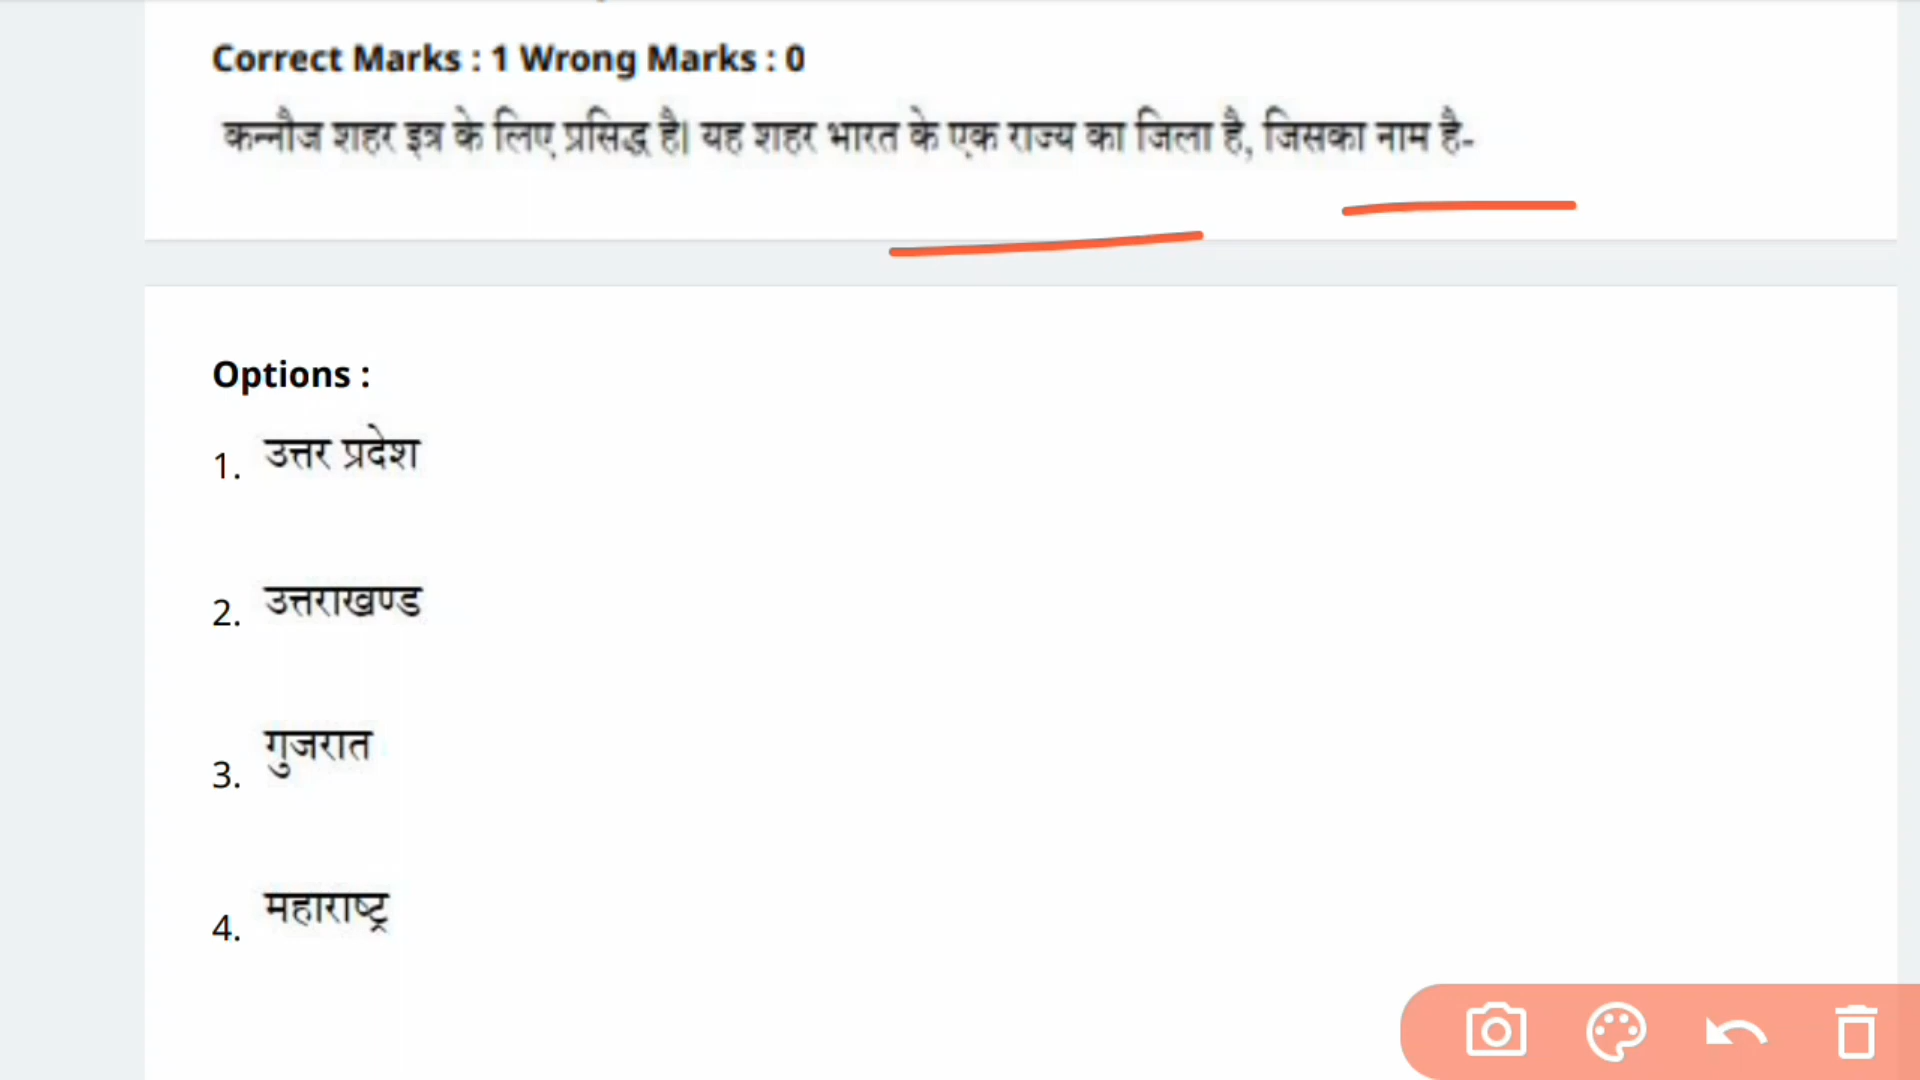 Correct Marks : 1 Wrong Marks : 0
कन्नौज शहर इत्र के लिए प्रसिद्ध है। यह शहर भारत के एक राज्य का जिला है, जिसका नाम है-
Options :
1. उत्तर प्रदेश
2. उत्तराखण्ड
3. गुजरात
4. महाराष्ट्र